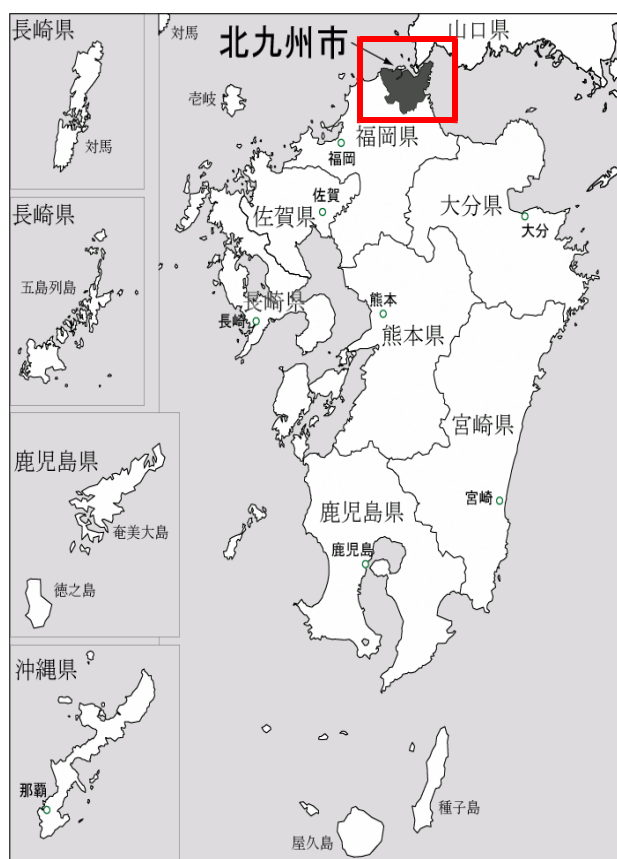 長崎県
対馬
対馬
北九州市
山口県
壱岐
福岡県
福岡
長崎県
五島列島
佐賀
佐賀県
大分県
大分
長崎県
長崎
熊本
熊本県
宮崎県
宮崎
鹿児島県
奄美大島
徳之島
鹿児島県
鹿児島
沖縄県
那覇
種子島
屋久島